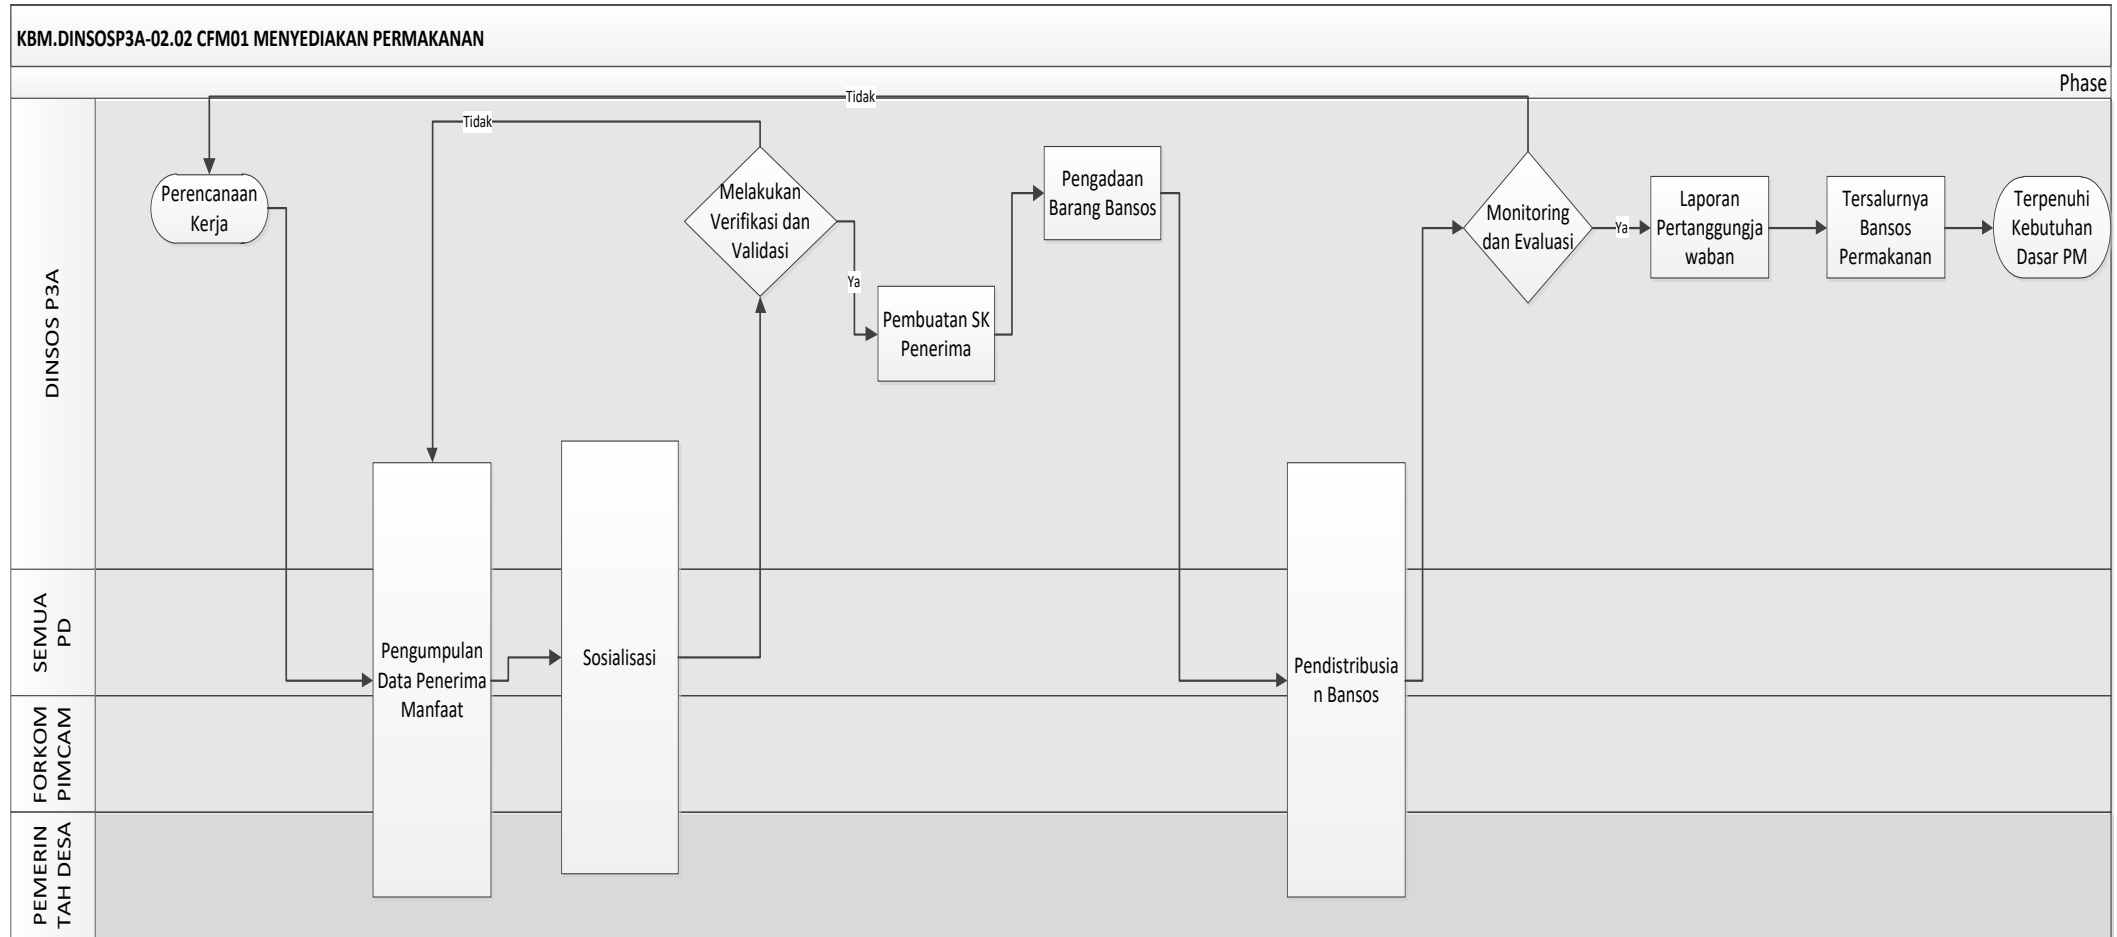 KBM.DINSOSP3A-02.02 CFM01 MENYEDIAKAN PERMAKANAN
Phase
DINSOS P3A
Tidak
Tidak
Perencanaan
Kerja
Melakukan
Verifikasi dan
Validasi
Ya
Pembuatan SK
Penerima
Pengadaan
Barang Bansos
Monitoring
dan Evaluasi
Ya
Laporan
Pertanggungja
waban
Tersalurnya
Bansos
Permakanan
Terpenuhi
Kebutuhan
Dasar PM
SEMUA
PD
Pengumpulan
Data Penerima
Manfaat
Sosialisasi
Pendistribusia
n Bansos
FORKOM
PIMCAM
PEMERIN
TAH DESA